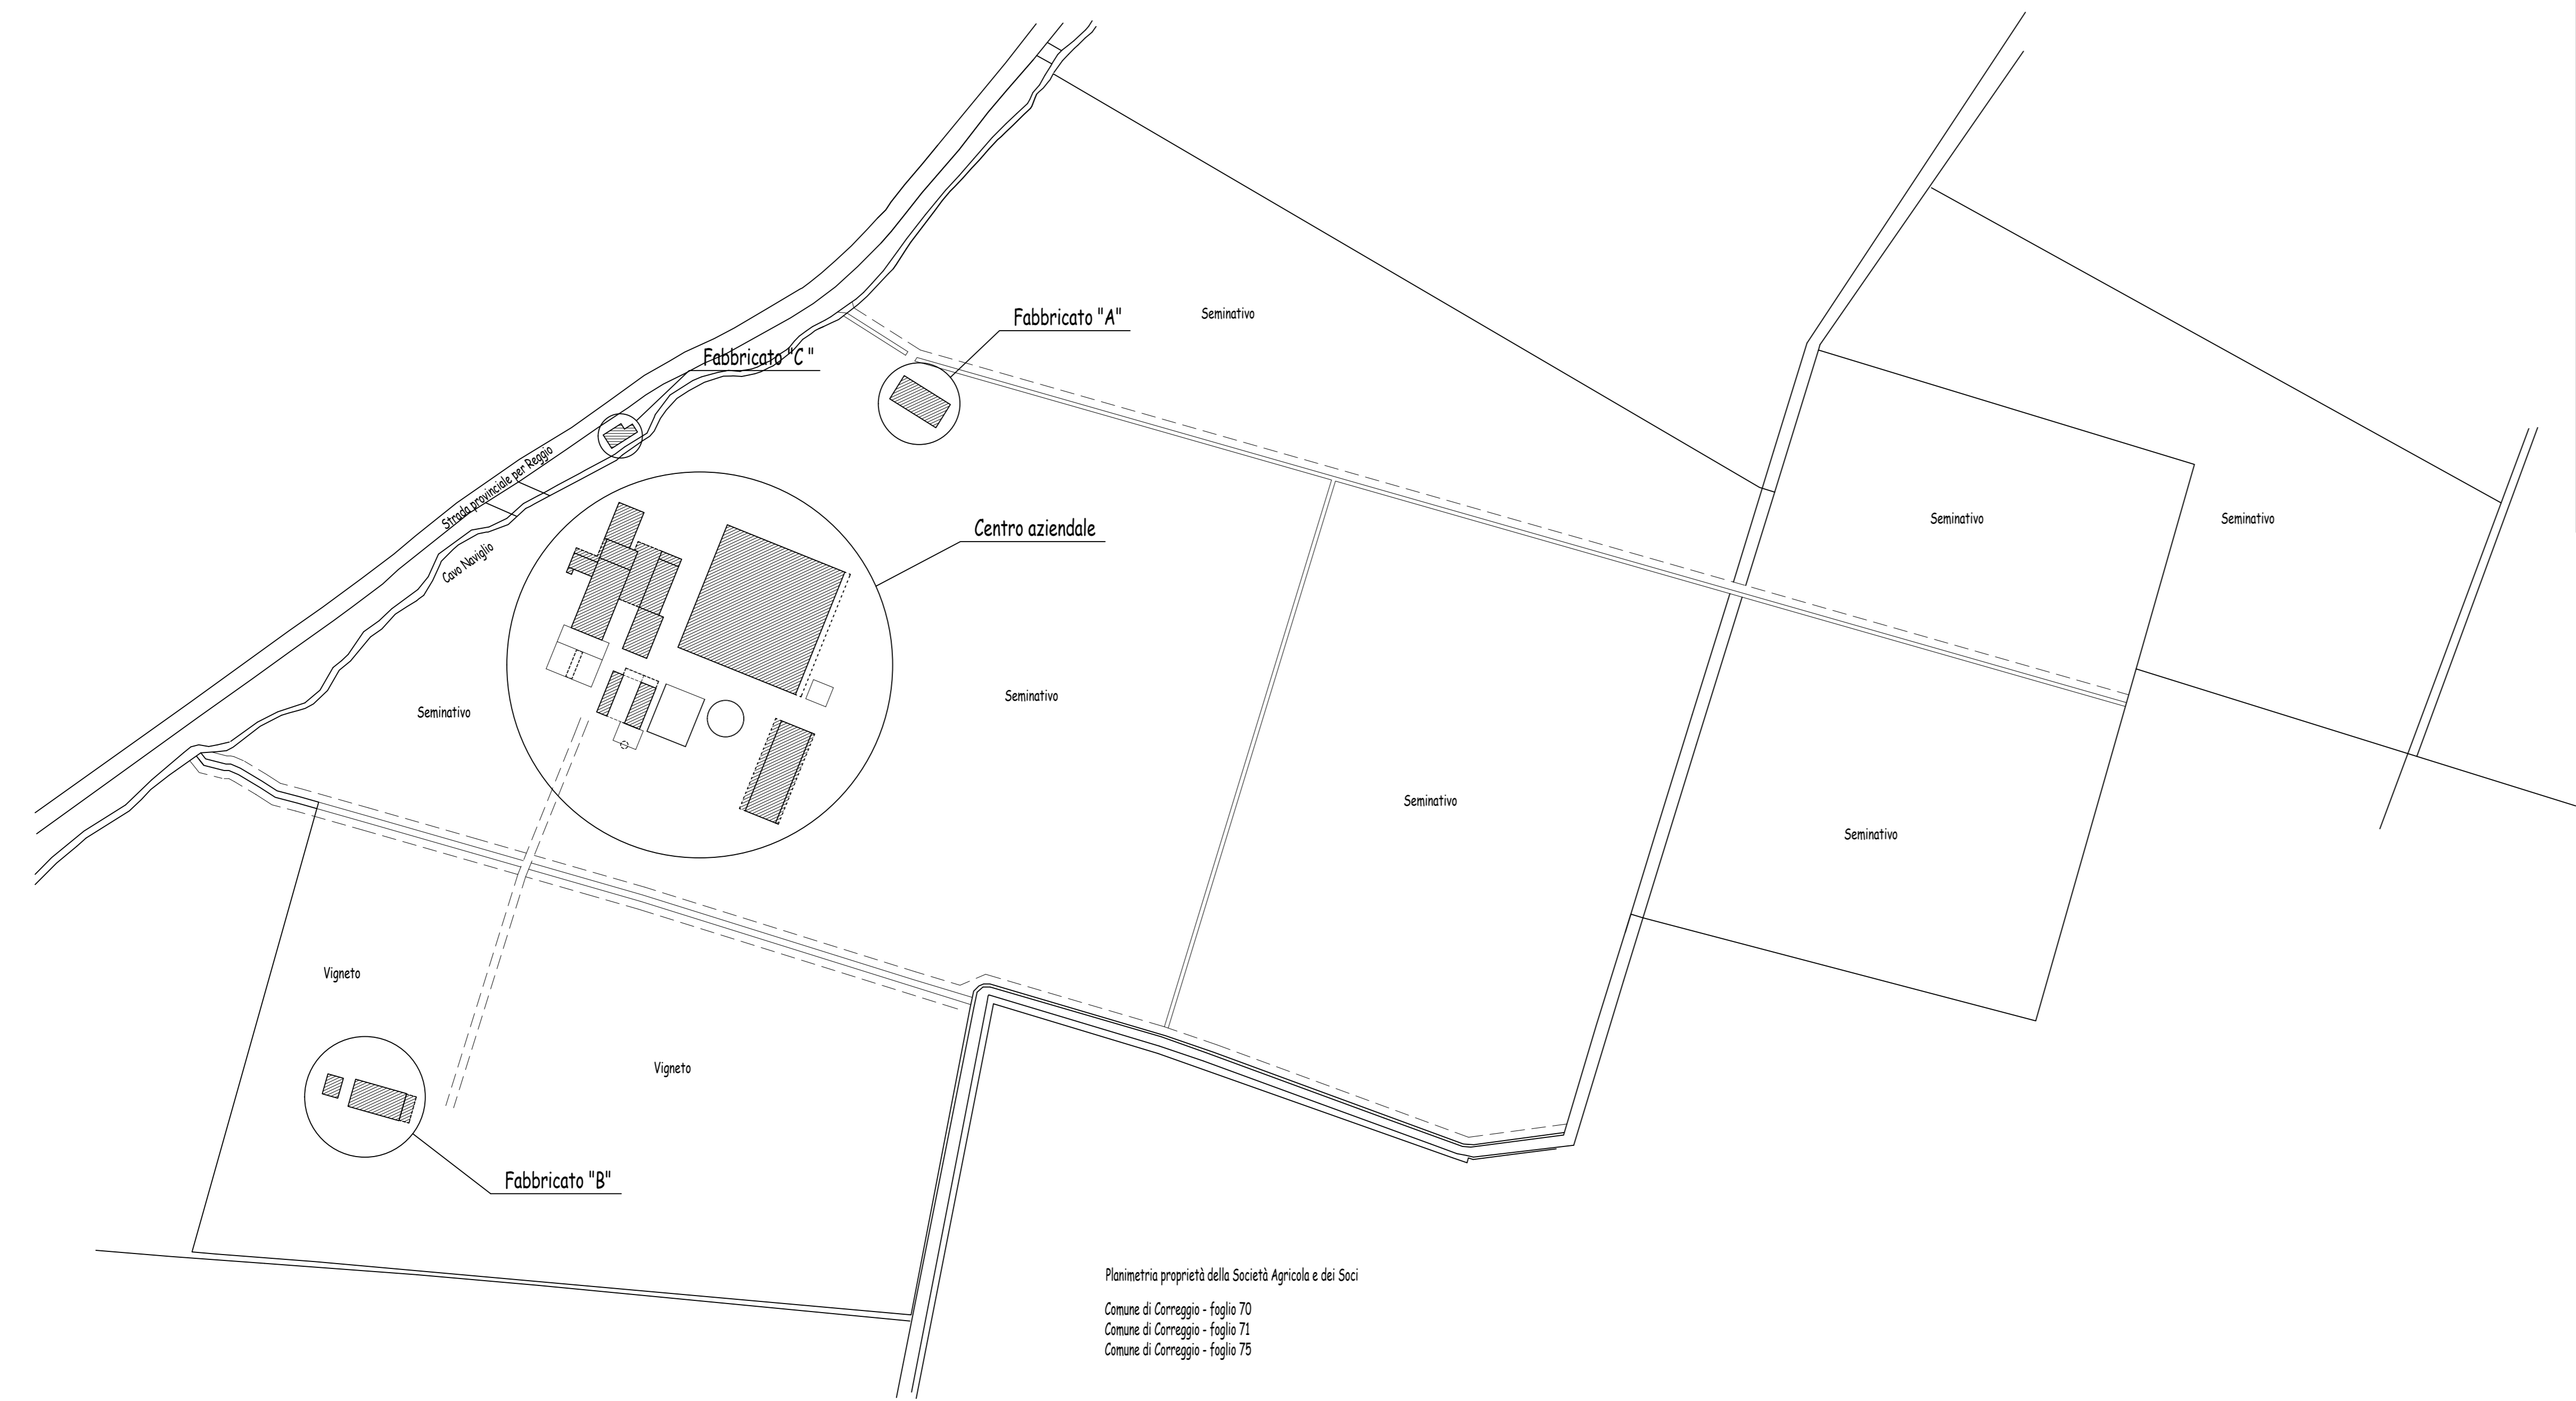 Fabbricato "A"
Seminativo
Fabbricato "C "
Strada provinciale per Reggio
Cavo Naviglio
Centro aziendale
Seminativo
Seminativo
Seminativo
Seminativo
Seminativo
Seminativo
Vigneto
Vigneto
Fabbricato "B"
Planimetria proprietà della Società Agricola e dei Soci
Comune di Correggio - foglio 70
Comune di Correggio - foglio 71
Comune di Correggio - foglio 75